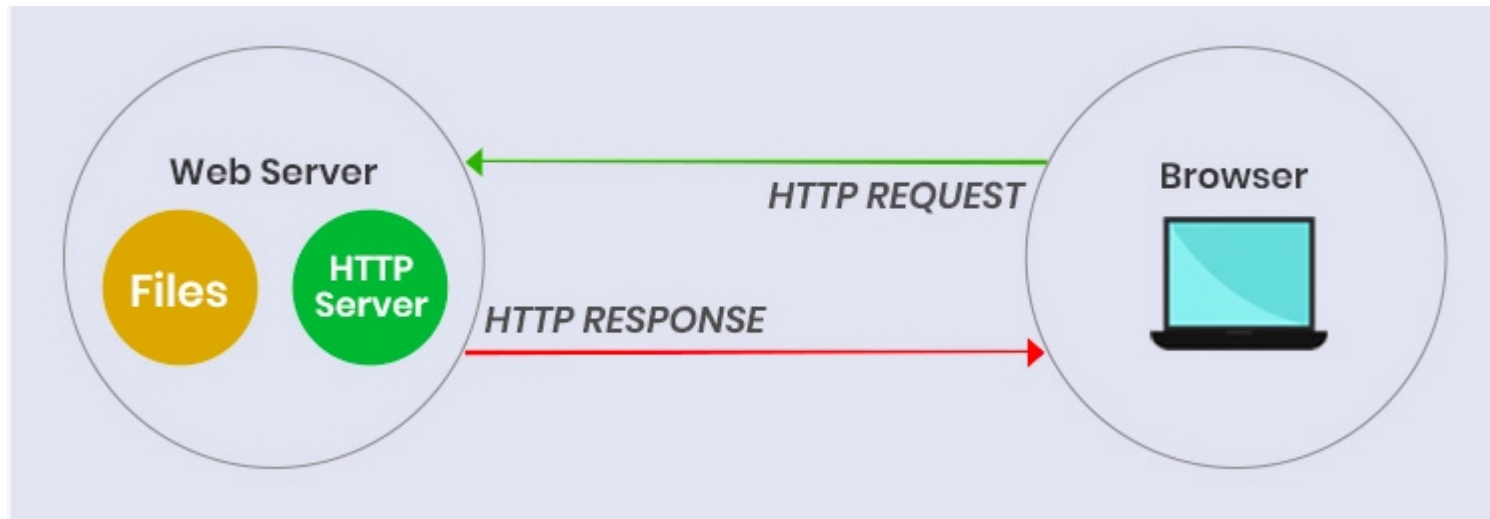 Web Server
Files
HTTP
Server
HTTP REQUEST
HTTP RESPONSE
Browser